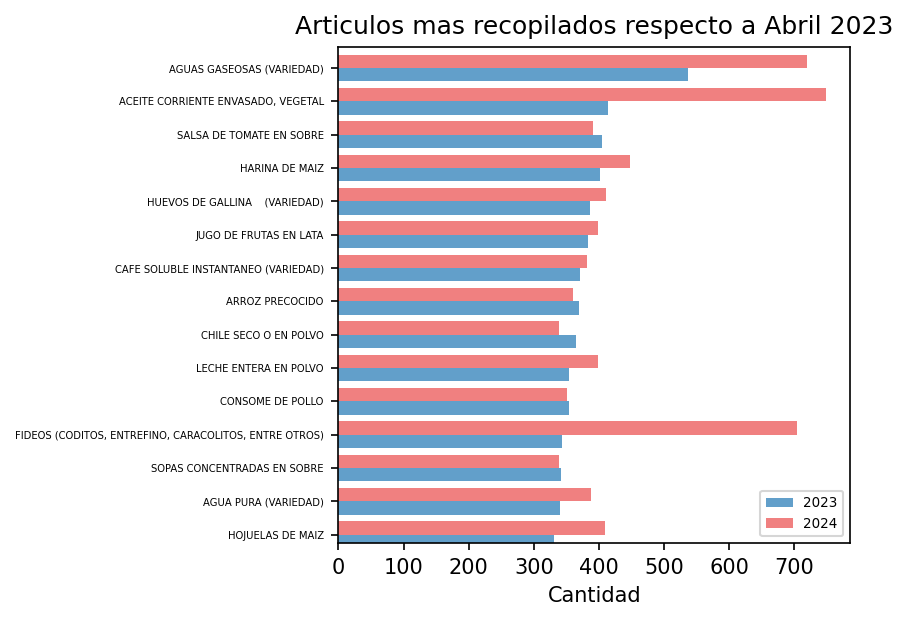 Articulos mas recopilados respecto a Abril 2023
AGUAS GASEOSAS (VARIEDAD)
ACEITE CORRIENTE ENVASADO, VEGETAL
SALSA DE TOMATE EN SOBRE
HARINA DE MAIZ
HUEVOS DE GALLINA    (VARIEDAD)
JUGO DE FRUTAS EN LATA
CAFE SOLUBLE INSTANTANEO (VARIEDAD)
ARROZ PRECOCIDO
CHILE SECO O EN POLVO
LECHE ENTERA EN POLVO
CONSOME DE POLLO
FIDEOS (CODITOS, ENTREFINO, CARACOLITOS, ENTRE OTROS)
SOPAS CONCENTRADAS EN SOBRE
AGUA PURA (VARIEDAD)
HOJUELAS DE MAIZ
2023
2024
0 100 200 300 400 500 600 700
Cantidad